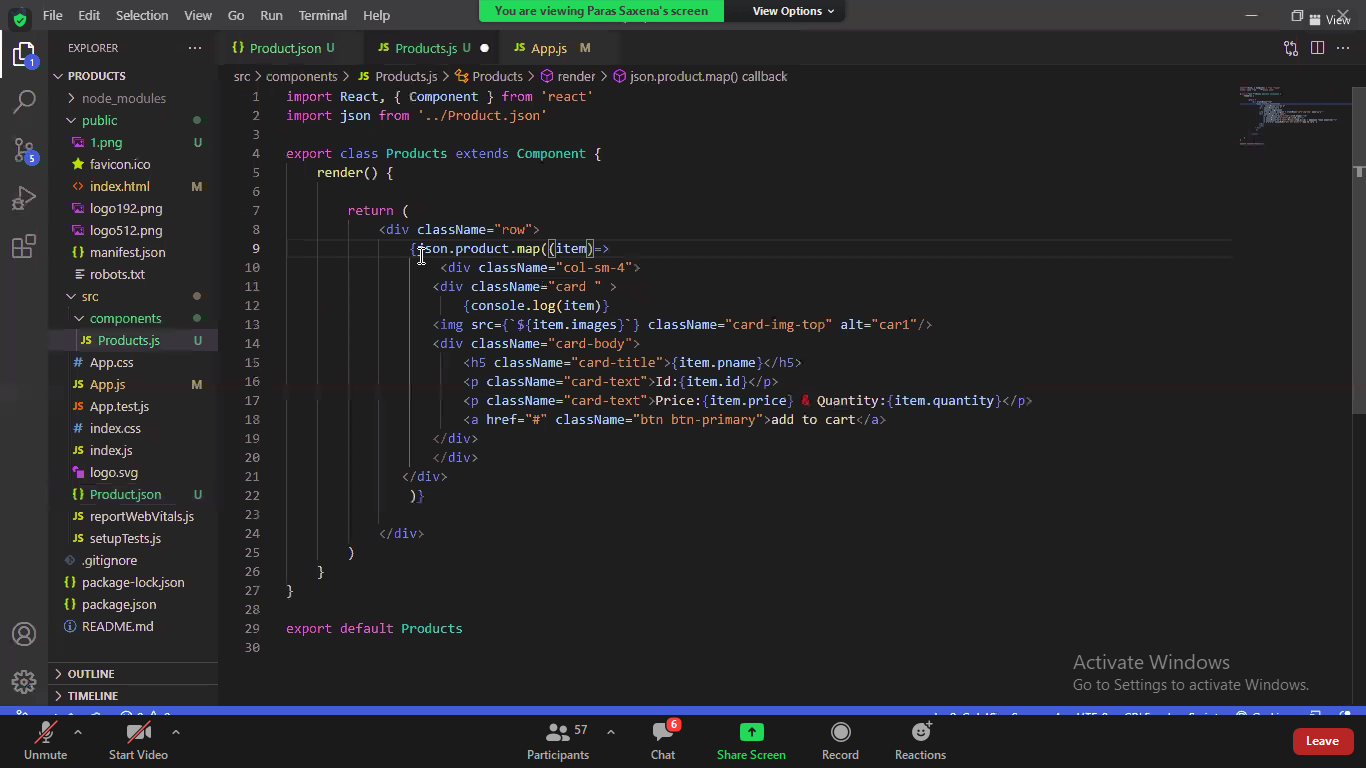 File Edit Selection View Go Run Terminal Help
You are viewing Paras Saxena's screen View Options
View
EXPLORER
PRODUCTS
node_modules
public
1.png U
favicon.ico
index.html M
logo192.png
logo512.png
manifest.json
robots.txt
src
components
Products.js U
App.css
App.js M
App.test.js
index.css
index.js
logo.svg
Product.json U
reportWebVitals.js
setupTests.js
.gitignore
package-lock.json
package.json
README.md
OUTLINE
TIMELINE
1
5
Product.json U Products.js U App.js M
src > components > JS Products.js > Products > render > json.product.map() callback
1 import React, { Component } from 'react'
2 import json from '../Product.json'
3
4 export class Products extends Component {
5 render() {
6
7 return (
8 <div className="row">
9 {json.product.map((item)=>
10 <div className="col-sm-4">
11 <div className="card " >
12 {console.log(item)}
13 <img src={`${item.images}`} className="card-img-top" alt="car1"/>
14 <div className="card-body">
15 <h5 className="card-title">{item.pname}</h5>
16 <p className="card-text">Id:{item.id}</p>
17 <p className="card-text">Price:{item.price} & Quantity:{item.quantity}</p>
18 <a href="#" className="btn btn-primary">add to cart</a>
19 </div>
20 </div>
21 </div>
22 )}
23
24 </div>
25 )
26 }
27 }
28
29 export default Products
30
Activate Windows
Go to Settings to activate Windows.
Unmute Start Video Participants 57 Chat 6 Share Screen Record Reactions Leave